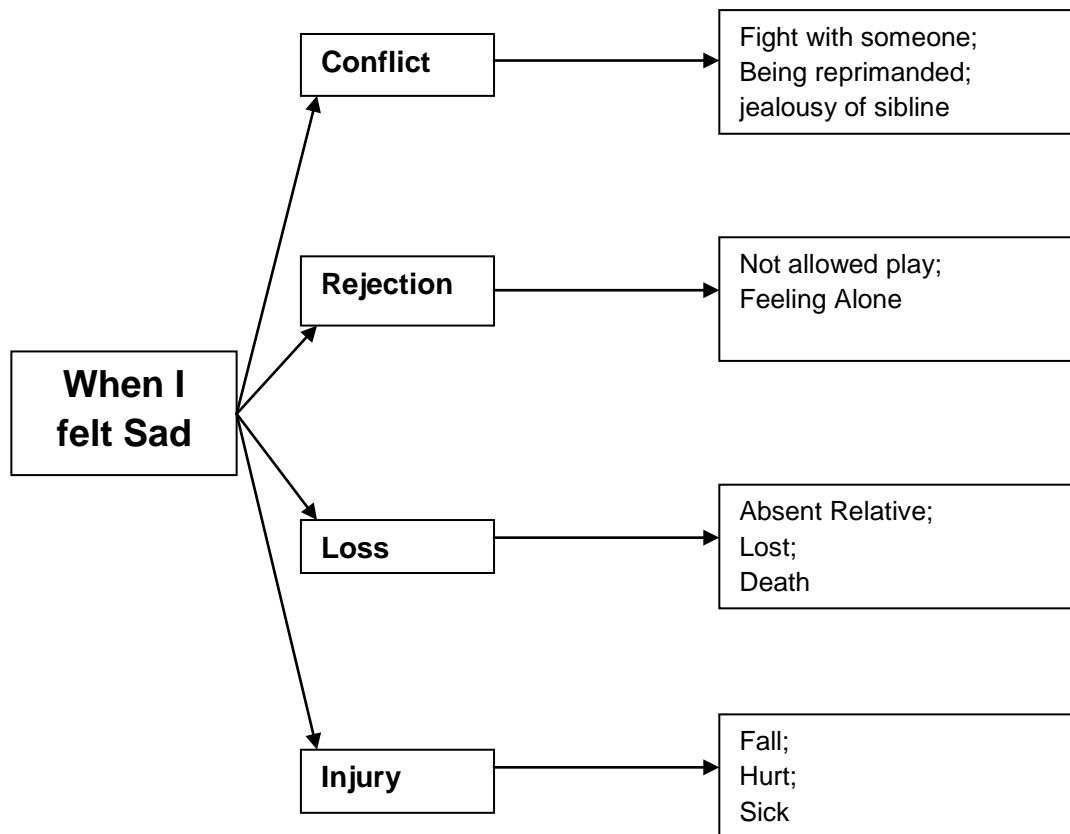 Conflict
Fight with someone;
Being reprimanded;
jealousy of sibline
Rejection
Not allowed play;
Feeling Alone
When I
felt Sad
Loss
Absent Relative;
Lost;
Death
Injury
Fall;
Hurt;
Sick